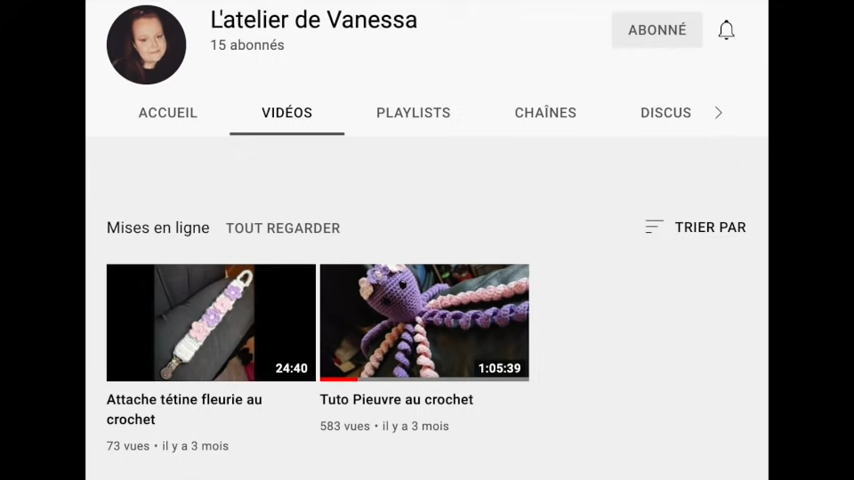 L'atelier de Vanessa
15 abonnés
ABONNÉ
ACCUEIL
VIDÉOS
PLAYLISTS
CHAÎNES
DISCUS
Mises en ligne
TOUT REGARDER
TRIER PAR
24:40
1:05:39
Attache tétine fleurie au
crochet
73 vues • il y a 3 mois
Tuto Pieuvre au crochet
583 vues • il y a 3 mois